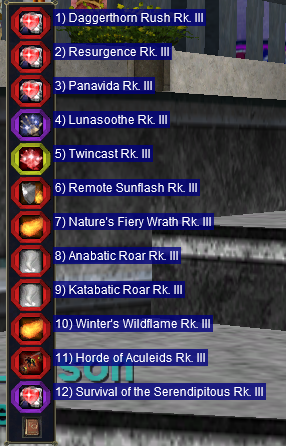 1) Daggerthorn Rush Rk. III
2) Resurgence Rk. III
3) Panavida Rk. III
4) Lunasoothe Rk. III
5) Twincast Rk. III
6) Remote Sunflash Rk. III
7) Nature's Fiery Wrath Rk. III
8) Anabatic Roar Rk. III
9) Katabatic Roar Rk. III
10) Winter's Wildflame Rk. III
11) Horde of Aculeids Rk. III
son
12) Survival of the Serendipitous Rk. III